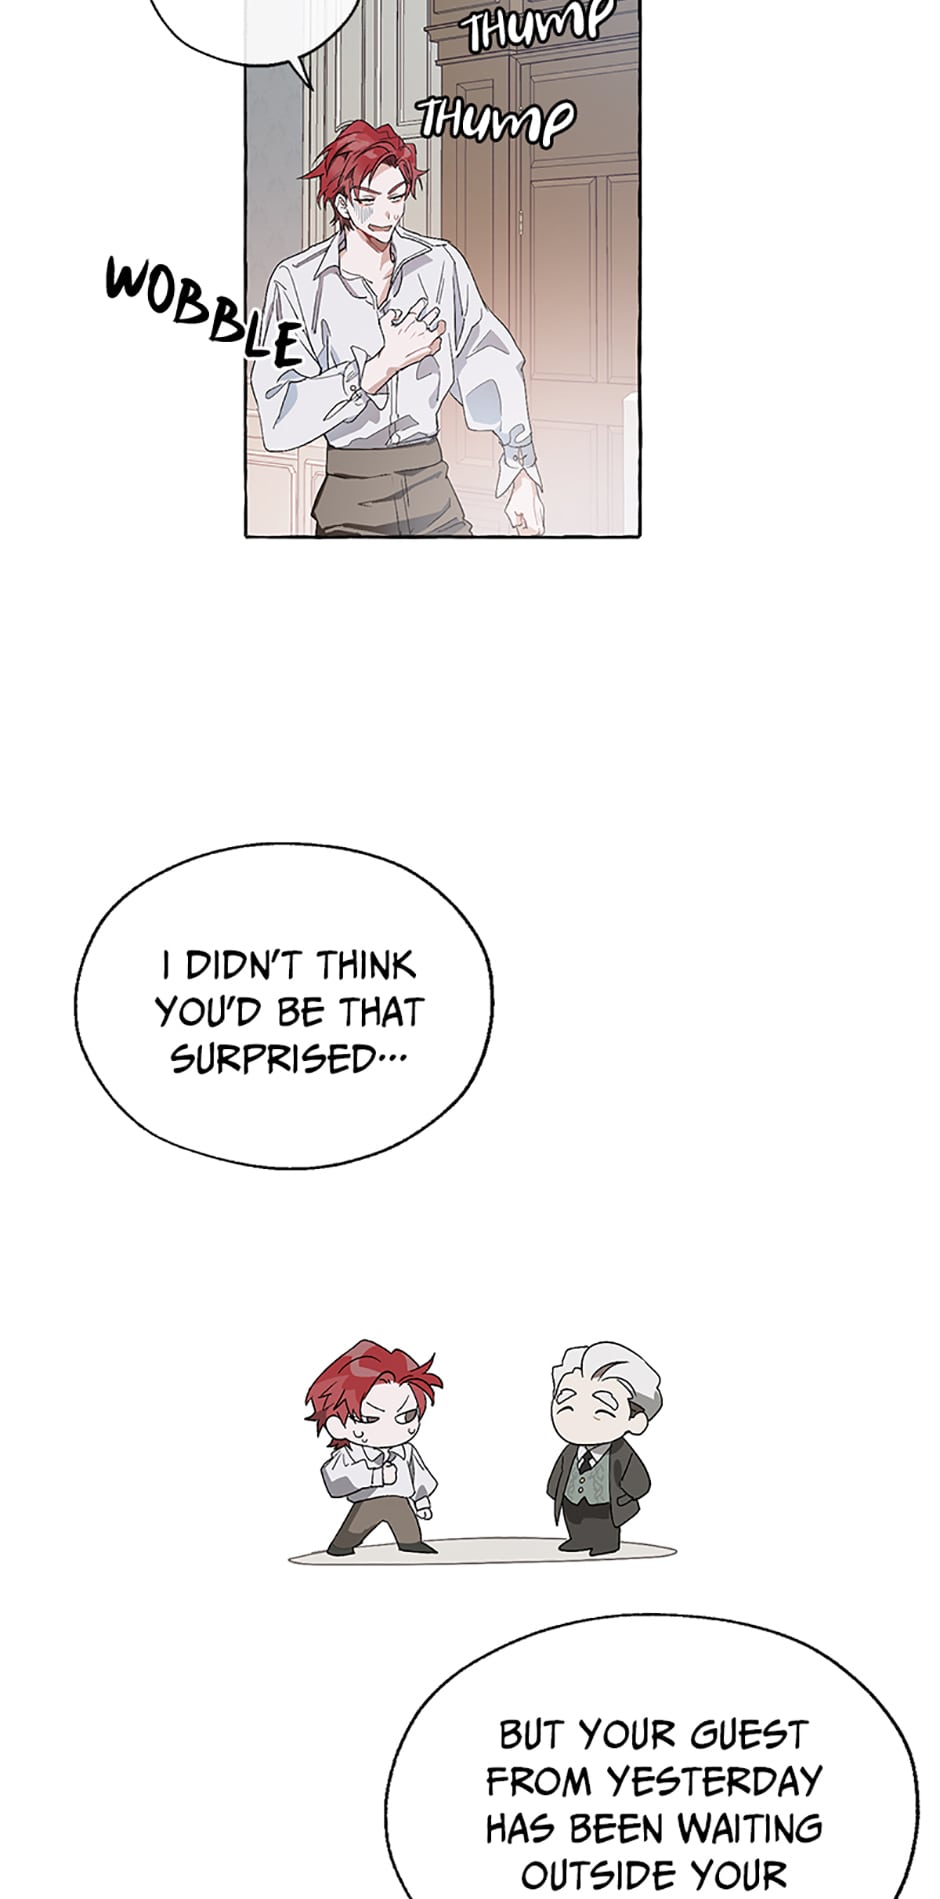 THUMP
THUMP
WOBBLE
I DIDN'T THINK
YOU'D BE THAT
SURPRISED...
BUT YOUR GUEST
FROM YESTERDAY
HAS BEEN WAITING
OUTSIDE YOUR